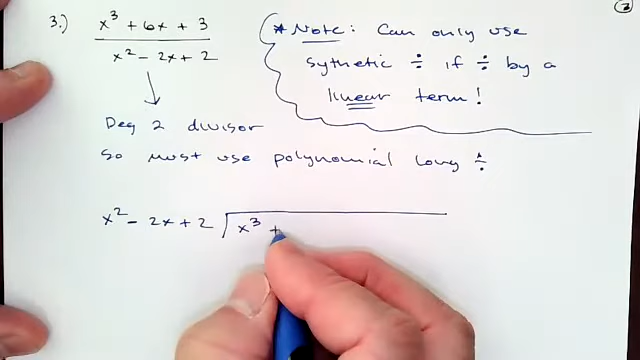 3.) x³ + 6x + 3
x² - 2x + 2
* Note: Can only use
sythetic ÷ if ÷ by a
linear term!
Deg 2 divisor
So must use polynomial long ÷
x² - 2x + 2 x³ +